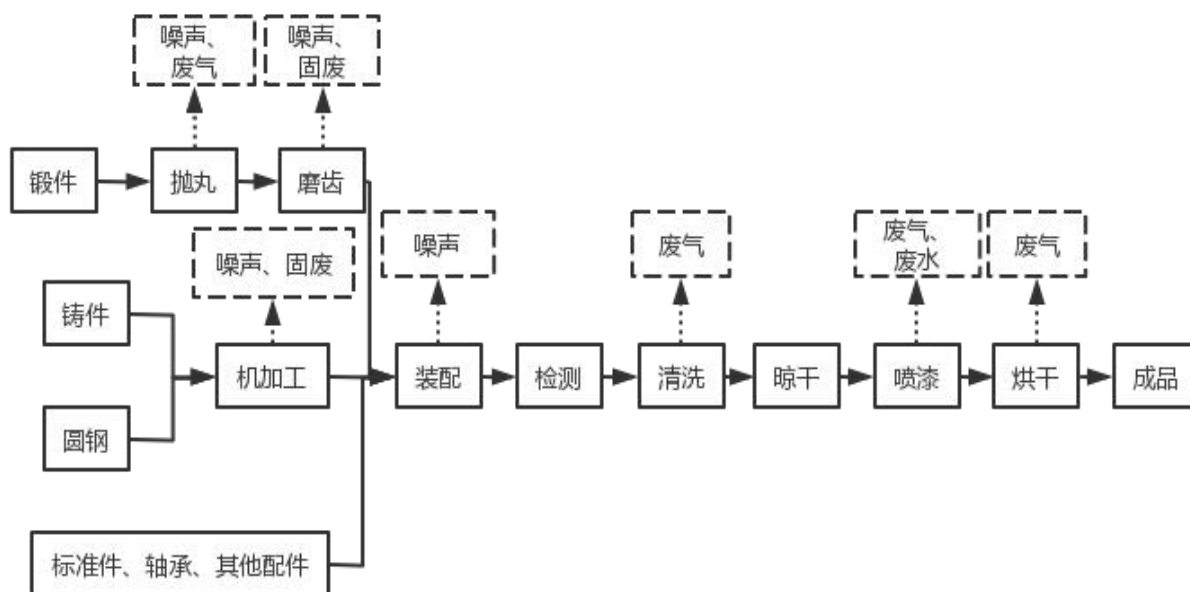 噪声、
废气
噪声、
固废
锻件
抛丸
磨齿
噪声、固废
噪声
废气
废气、
废水
废气
铸件
机加工
装配
检测
清洗
晾干
喷漆
烘干
成品
圆钢
标准件、轴承、其他配件